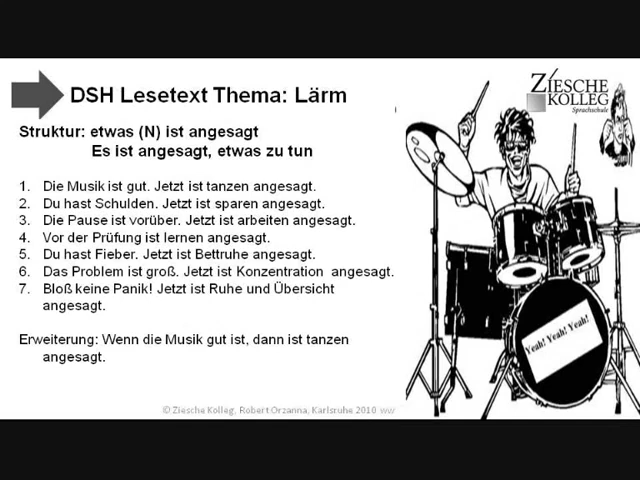 DSH Lesetext Thema: Lärm
ZIESCHE
KOLLEG
Sprachschule
Struktur: etwas (N) ist angesagt
Es ist angesagt, etwas zu tun
1. Die Musik ist gut. Jetzt ist tanzen angesagt.
2. Du hast Schulden. Jetzt ist sparen angesagt.
3. Die Pause ist vorüber. Jetzt ist arbeiten angesagt.
4. Vor der Prüfung ist lernen angesagt.
5. Du hast Fieber. Jetzt ist Bettruhe angesagt.
6. Das Problem ist groß. Jetzt ist Konzentration angesagt.
7. Bloß keine Panik! Jetzt ist Ruhe und Übersicht
angesagt.
Erweiterung: Wenn die Musik gut ist, dann ist tanzen
angesagt.
Yeah! Yeah! Yeah!
© Ziesche Kolleg, Robert Orzanna, Karlsruhe 2010 ww